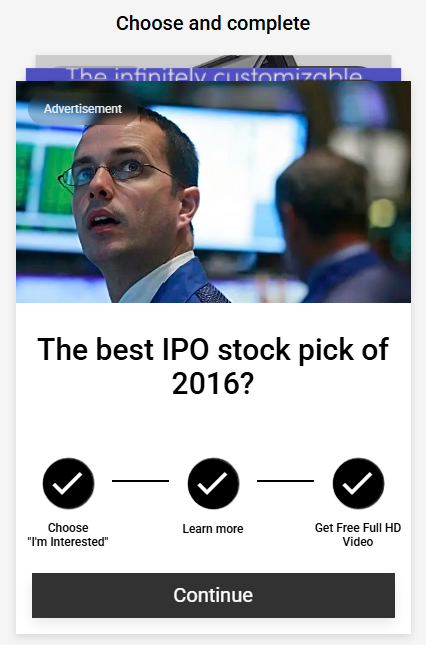 Choose and complete
The infinitely customizable
Advertisement
The best IPO stock pick of
2016?
Choose
"I'm Interested"
Learn more
Get Free Full HD
Video
Continue